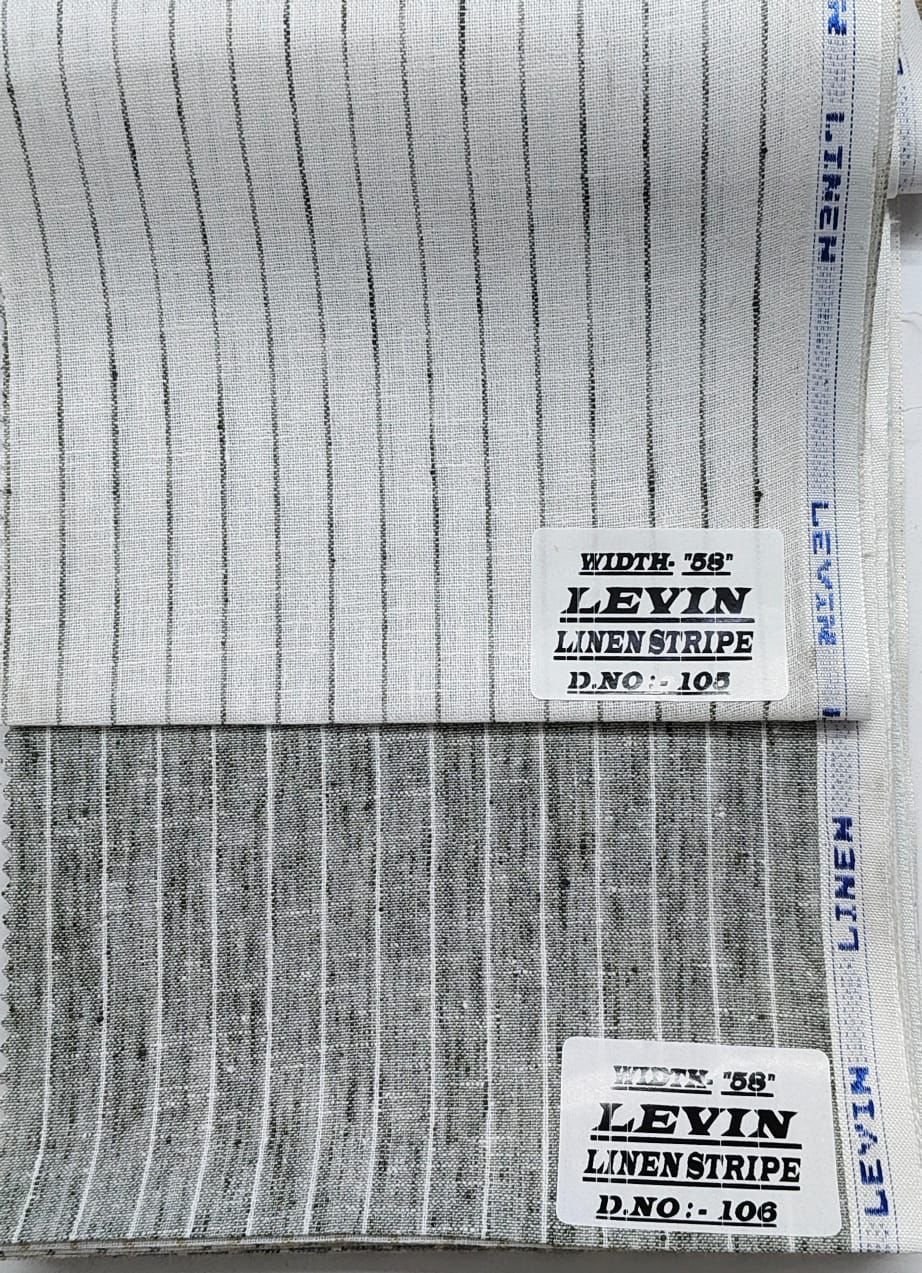 LINEN
LEVIN
WIDTH- "58"
LEVIN
LINEN STRIPE
D.NO:- 105
LINEN
LEVIN
WIDTH- "58"
LEVIN
LINEN STRIPE
D.NO:- 106